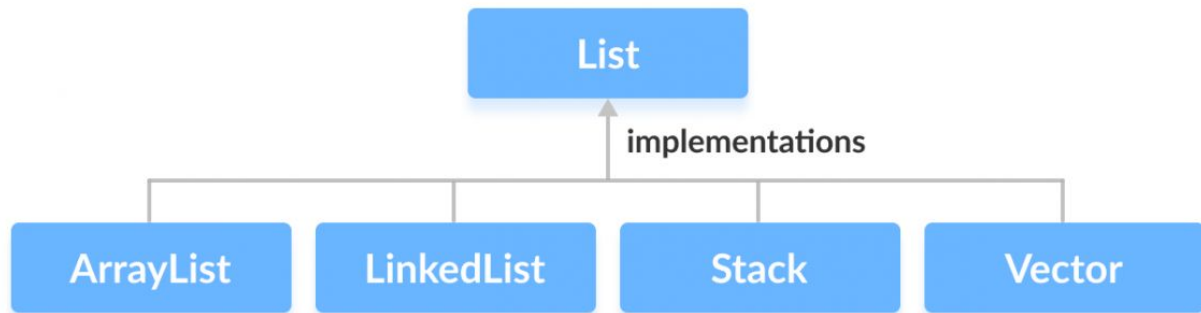 List
implementations
ArrayList
LinkedList
Stack
Vector